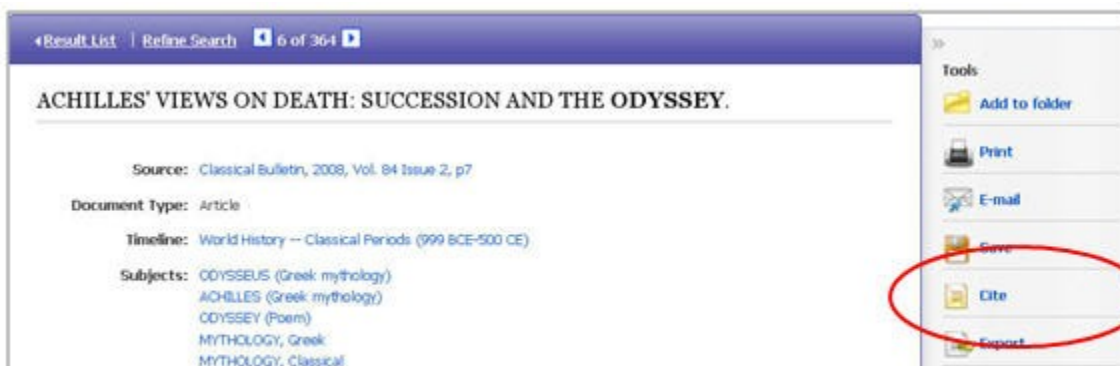 Result List | Refine Search 6 of 364
ACHILLES' VIEWS ON DEATH: SUCCESSION AND THE ODYSSEY.
Source: Classical Bulletin, 2008, Vol. 84 Issue 2, p7
Document Type: Article
Timeline: World History -- Classical Periods (999 BCE-500 CE)
Subjects: ODYSSEUS (Greek mythology)
ACHILLES (Greek mythology)
ODYSSEY (Poem)
MYTHOLOGY, Greek
MYTHOLOGY, Classical
Tools
Add to folder
Print
E-mail
Save
Cite
Export